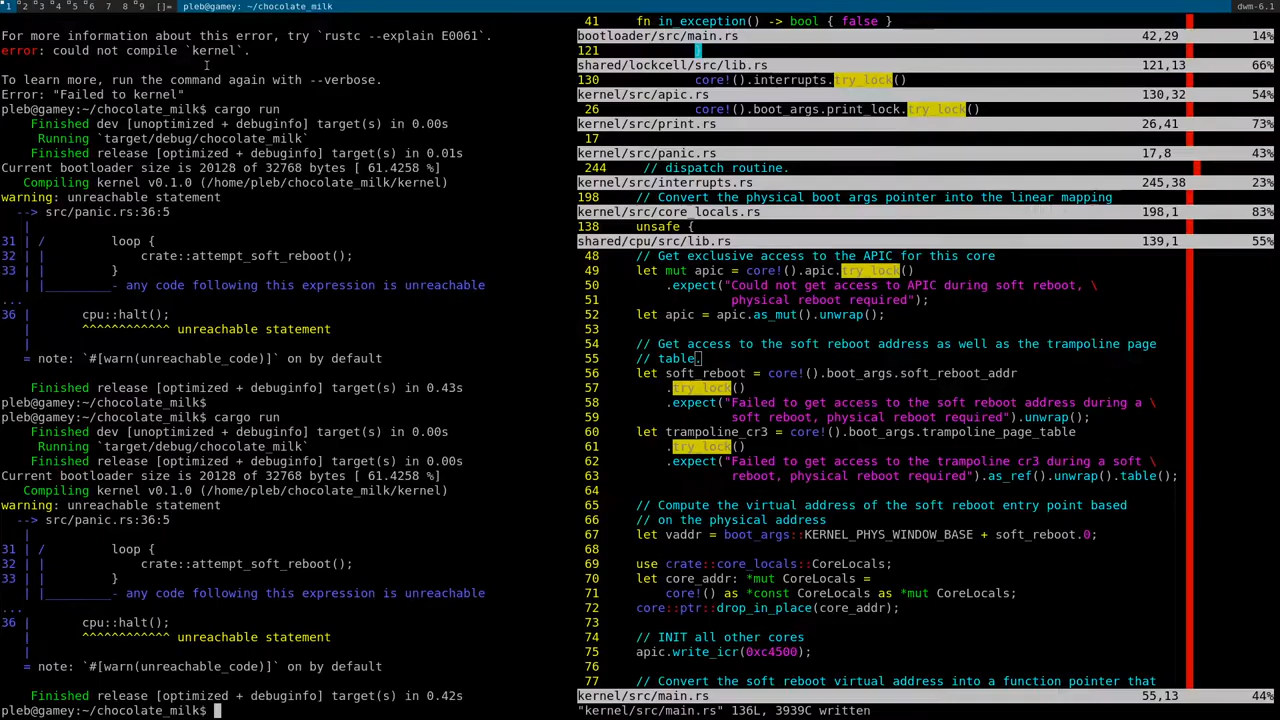 1 2 3 4 5 6 7 8 9 []= pleb@gamey:~/chocolate_milk dwm-6.1
For more information about this error, try `rustc --explain E0061`.
error: could not compile `kernel`.
To learn more, run the command again with --verbose.
Error: "Failed to kernel"
pleb@gamey:~/chocolate_milk$ cargo run
Finished dev [unoptimized + debuginfo] target(s) in 0.00s
Running `target/debug/chocolate_milk`
Finished release [optimized + debuginfo] target(s) in 0.01s
Current bootloader size is 20128 of 32768 bytes [ 61.4258 %]
Compiling kernel v0.1.0 (/home/pleb/chocolate_milk/kernel)
warning: unreachable statement
--> src/panic.rs:36:5
|
31 | / loop {
32 | | crate::attempt_soft_reboot();
33 | | }
| |_____- any code following this expression is unreachable
...
36 | cpu::halt();
| ^^^^^^^^^^^^ unreachable statement
|
= note: `#[warn(unreachable_code)]` on by default
Finished release [optimized + debuginfo] target(s) in 0.43s
pleb@gamey:~/chocolate_milk$
pleb@gamey:~/chocolate_milk$ cargo run
Finished dev [unoptimized + debuginfo] target(s) in 0.00s
Running `target/debug/chocolate_milk`
Finished release [optimized + debuginfo] target(s) in 0.00s
Current bootloader size is 20128 of 32768 bytes [ 61.4258 %]
Compiling kernel v0.1.0 (/home/pleb/chocolate_milk/kernel)
warning: unreachable statement
--> src/panic.rs:36:5
|
31 | / loop {
32 | | crate::attempt_soft_reboot();
33 | | }
| |_____- any code following this expression is unreachable
...
36 | cpu::halt();
| ^^^^^^^^^^^^ unreachable statement
|
= note: `#[warn(unreachable_code)]` on by default
Finished release [optimized + debuginfo] target(s) in 0.42s
pleb@gamey:~/chocolate_milk$
41 fn in_exception() -> bool { false }
bootloader/src/main.rs 42,29 14%
121 }
shared/lockcell/src/lib.rs 121,13 66%
130 core!().interrupts.try_lock()
kernel/src/apic.rs 130,32 54%
26 core!().boot_args.print_lock.try_lock()
kernel/src/print.rs 26,41 73%
17
kernel/src/panic.rs 17,8 43%
244 // dispatch routine.
kernel/src/interrupts.rs 245,38 23%
198 // Convert the physical boot args pointer into the linear mapping
kernel/src/core_locals.rs 198,1 83%
138 unsafe {
shared/cpu/src/lib.rs 139,1 55%
48 // Get exclusive access to the APIC for this core
49 let mut apic = core!().apic.try_lock()
50 .expect("Could not get access to APIC during soft reboot, \
51 physical reboot required");
52 let apic = apic.as_mut().unwrap();
53
54 // Get access to the soft reboot address as well as the trampoline page
55 // table.
56 let soft_reboot = core!().boot_args.soft_reboot_addr
57 .try_lock()
58 .expect("Failed to get access to the soft reboot address during a \
59 soft reboot, physical reboot required").unwrap();
60 let trampoline_cr3 = core!().boot_args.trampoline_page_table
61 .try_lock()
62 .expect("Failed to get access to the trampoline cr3 during a soft \
63 reboot, physical reboot required").as_ref().unwrap().table();
64
65 // Compute the virtual address of the soft reboot entry point based
66 // on the physical address
67 let vaddr = boot_args::KERNEL_PHYS_WINDOW_BASE + soft_reboot.0;
68
69 use crate::core_locals::CoreLocals;
70 let core_addr: *mut CoreLocals =
71 core!() as *const CoreLocals as *mut CoreLocals;
72 core::ptr::drop_in_place(core_addr);
73
74 // INIT all other cores
75 apic.write_icr(0xc4500);
76
77 // Convert the soft reboot virtual address into a function pointer that
kernel/src/main.rs 55,13 44%
"kernel/src/main.rs" 136L, 3939C written